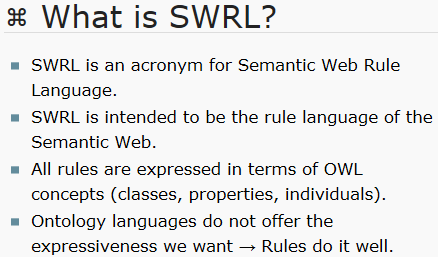 ⌘ What is SWRL?
SWRL is an acronym for Semantic Web Rule
Language.
SWRL is intended to be the rule language of the
Semantic Web.
All rules are expressed in terms of OWL
concepts (classes, properties, individuals).
Ontology languages do not offer the
expressiveness we want → Rules do it well.